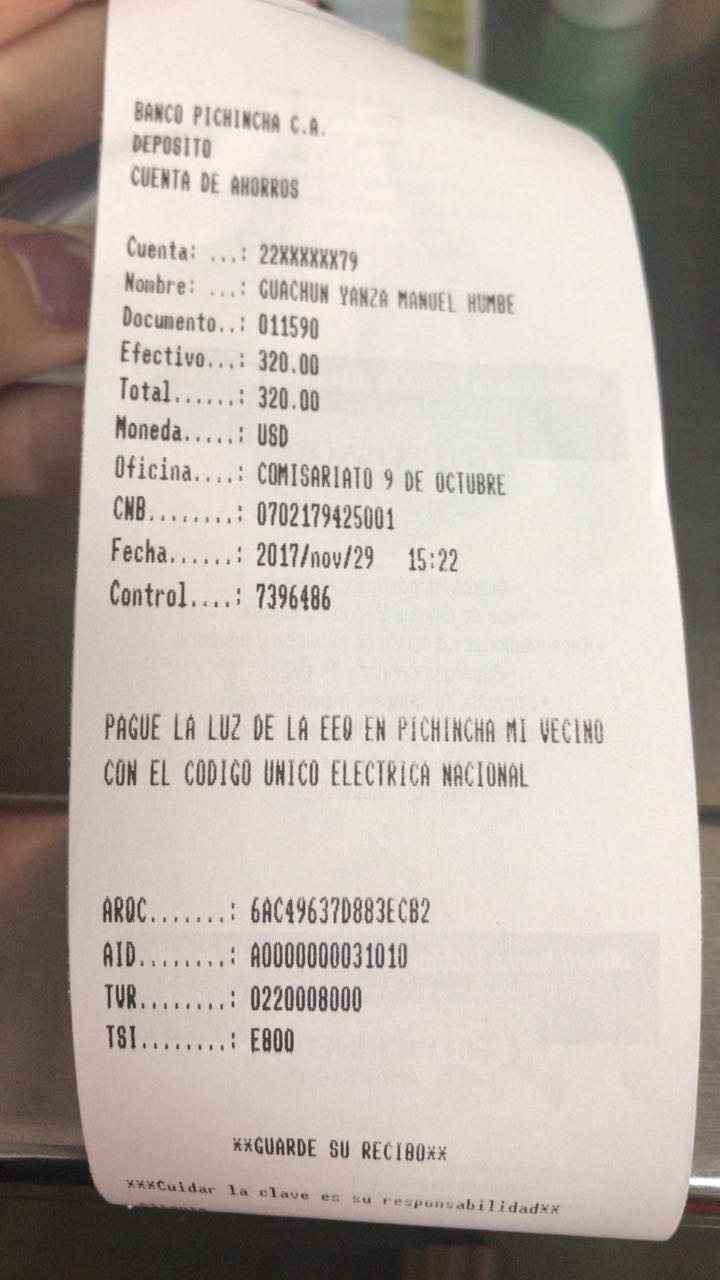 BANCO PICHINCHA C.A.
DEPOSITO
CUENTA DE AHORROS
Cuenta: ...: 22XXXXXX79
Nombre: ...: GUACHUN YANZA MANUEL HUMBE
Documento..: 011590
Efectivo...: 320.00
Total......: 320.00
Moneda.....: USD
Oficina....: COMISARIATO 9 DE OCTUBRE
CNB........: 0702179425001
Fecha......: 2017/nov/29 15:22
Control....: 7396486
PAGUE LA LUZ DE LA EEQ EN PICHINCHA MI VECINO
CON EL CODIGO UNICO ELECTRICA NACIONAL
ARQC.......: 6AC49637D883ECB2
AID........: A0000000031010
TVR........: 0220008000
TSI........: E800
**GUARDE SU RECIBO**
***Cuidar la clave es su responsabilidad**